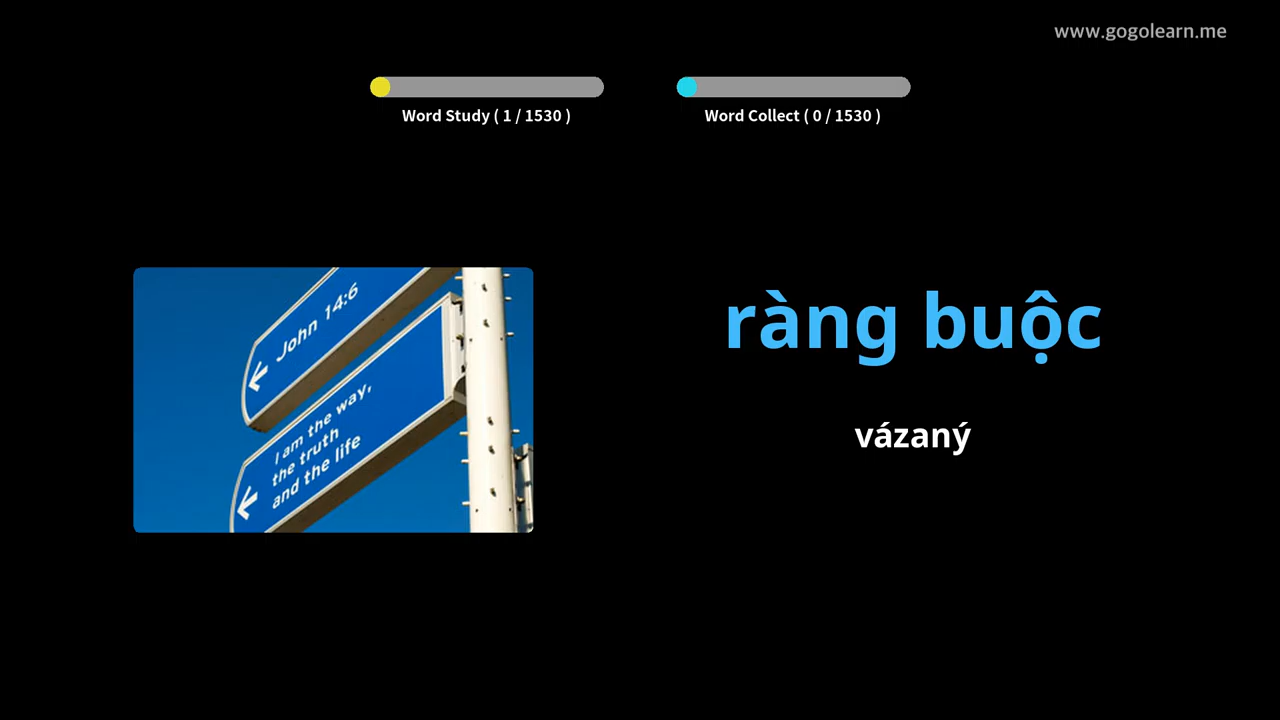 www.gogolearn.me
Word Study ( 1 / 1530 )
Word Collect ( 0 / 1530 )
John 14:6
I am the way,
the truth
and the life
ràng buộc
vázaný